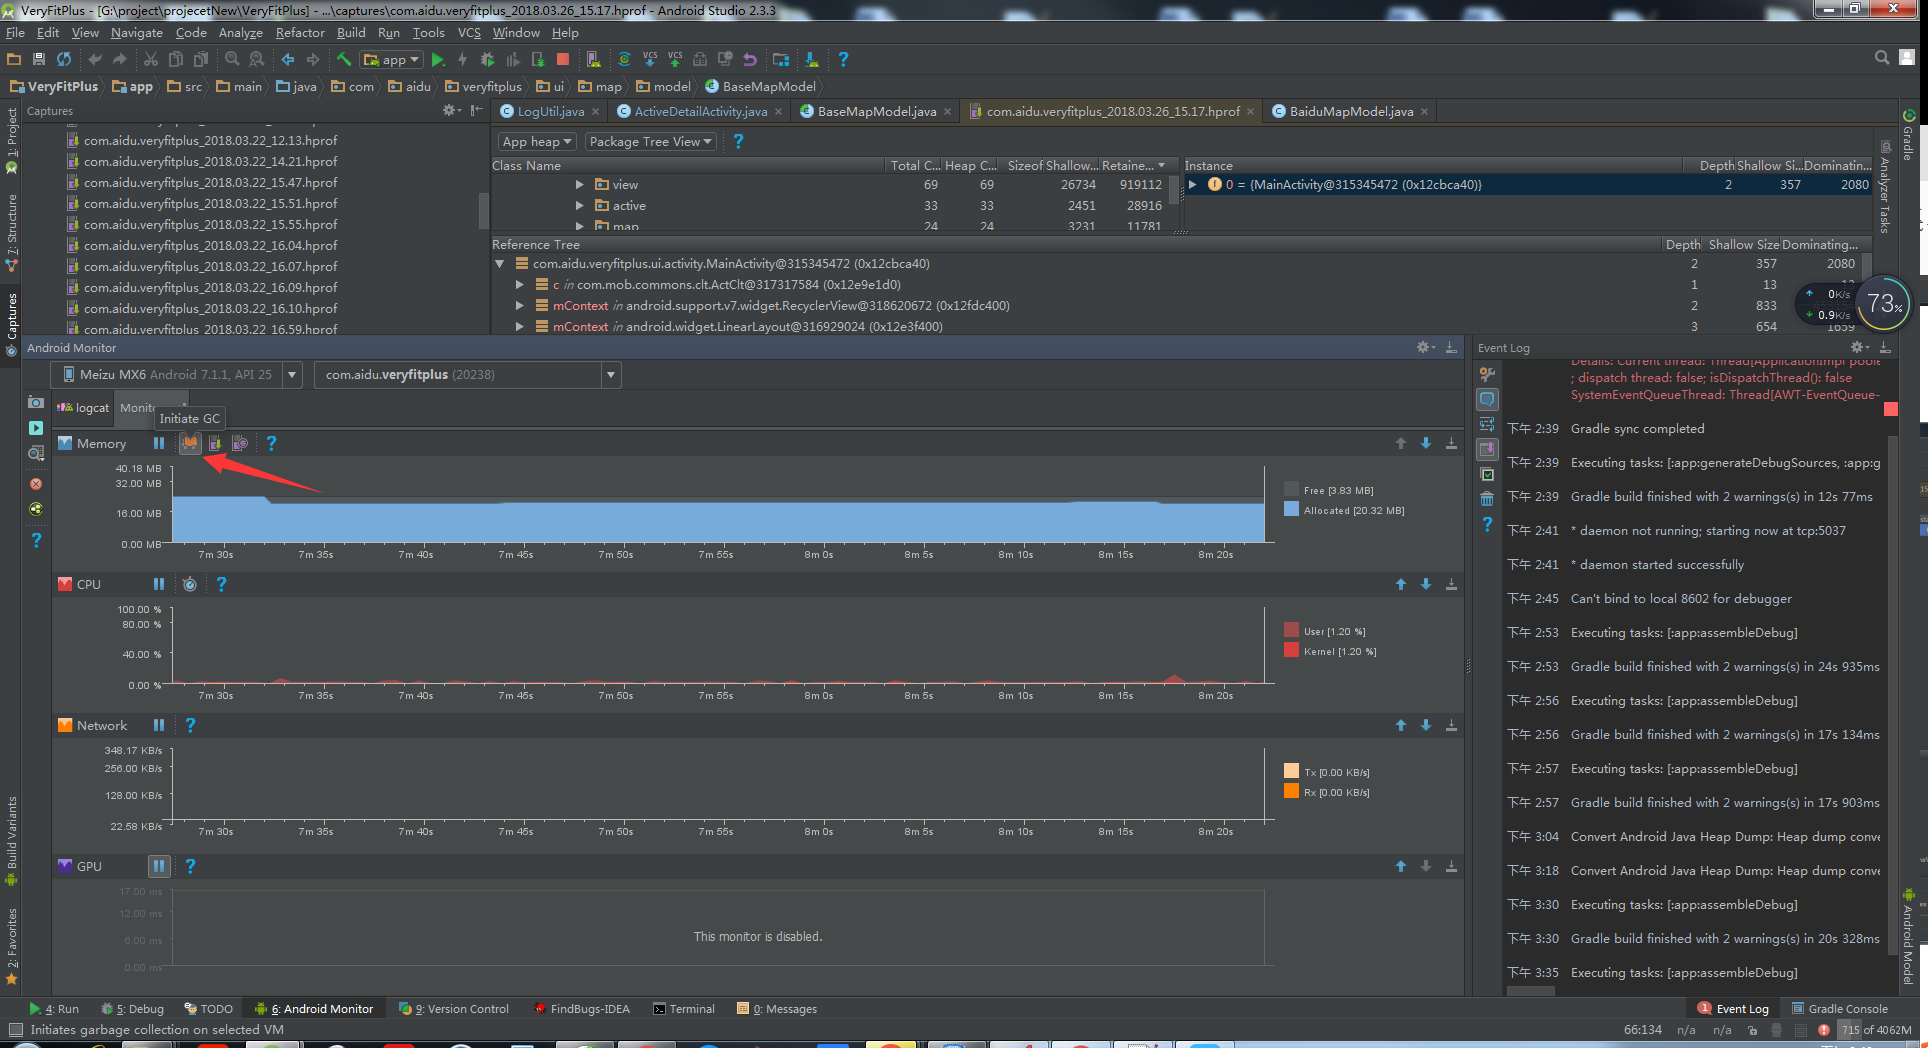 VeryFitPlus - [G:\project\projecetNew\VeryFitPlus] - ...\captures\com.aidu.veryfitplus_2018.03.26_15.17.hprof - Android Studio 2.3.3
File Edit View Navigate Code Analyze Refactor Build Run Tools VCS Window Help
app
VeryFitPlus app src main java com aidu veryfitplus ui map model BaseMapModel
Captures
LogUtil.java ActiveDetailActivity.java BaseMapModel.java com.aidu.veryfitplus_2018.03.26_15.17.hprof BaiduMapModel.java
com.aidu.veryfitplus_2018.03.22_12.13.hprof
com.aidu.veryfitplus_2018.03.22_14.21.hprof
com.aidu.veryfitplus_2018.03.22_15.47.hprof
com.aidu.veryfitplus_2018.03.22_15.51.hprof
com.aidu.veryfitplus_2018.03.22_15.55.hprof
com.aidu.veryfitplus_2018.03.22_16.04.hprof
com.aidu.veryfitplus_2018.03.22_16.07.hprof
com.aidu.veryfitplus_2018.03.22_16.09.hprof
com.aidu.veryfitplus_2018.03.22_16.10.hprof
com.aidu.veryfitplus_2018.03.22_16.59.hprof
App heap Package Tree View ?
Class Name Total C... Heap C... Sizeof Shallow... Retaine...
view 69 69 26734 919112
active 33 33 2451 28916
map 24 24 3231 11781
Instance Depth Shallow Si... Dominatin...
0 = {MainActivity@315345472 (0x12cbca40)} 2 357 2080
Reference Tree Depth Shallow Size Dominating...
com.aidu.veryfitplus.ui.activity.MainActivity@315345472 (0x12cbca40) 2 357 2080
c in com.mob.commons.clt.ActClt@317317584 (0x12e9e1d0) 1 13
mContext in android.support.v7.widget.RecyclerView@318620672 (0x12fdc400) 2 833
mContext in android.widget.LinearLayout@316929024 (0x12e3f400) 3 654 1659
0K/s
0.9K/s
73%
1: Project
7: Structure
Captures
Build Variants
2: Favorites
Gradle
Analyzer Tasks
Android Model
Android Monitor
Meizu MX6 Android 7.1.1, API 25 com.aidu.veryfitplus (20238)
logcat Monit
Initiate GC
Memory ?
40.18 MB
32.00 MB
16.00 MB
0.00 MB
7m 30s 7m 35s 7m 40s 7m 45s 7m 50s 7m 55s 8m 0s 8m 5s 8m 10s 8m 15s 8m 20s
Free [3.83 MB]
Allocated [20.32 MB]
CPU ?
100.00 %
80.00 %
40.00 %
0.00 %
7m 30s 7m 35s 7m 40s 7m 45s 7m 50s 7m 55s 8m 0s 8m 5s 8m 10s 8m 15s 8m 20s
User [1.20 %]
Kernel [1.20 %]
Network ?
348.17 KB/s
256.00 KB/s
128.00 KB/s
22.58 KB/s
7m 30s 7m 35s 7m 40s 7m 45s 7m 50s 7m 55s 8m 0s 8m 5s 8m 10s 8m 15s 8m 20s
Tx [0.00 KB/s]
Rx [0.00 KB/s]
GPU ?
17.00 ms
12.00 ms
6.00 ms
0.00 ms
This monitor is disabled.
Event Log
Details: Current thread: Thread[ApplicationImpl poole
; dispatch thread: false; isDispatchThread(): false
SystemEventQueueThread: Thread[AWT-EventQueue-
下午 2:39 Gradle sync completed
下午 2:39 Executing tasks: [:app:generateDebugSources, :app:g
下午 2:39 Gradle build finished with 2 warnings(s) in 12s 77ms
下午 2:41 * daemon not running; starting now at tcp:5037
下午 2:41 * daemon started successfully
下午 2:45 Can't bind to local 8602 for debugger
下午 2:53 Executing tasks: [:app:assembleDebug]
下午 2:53 Gradle build finished with 2 warnings(s) in 24s 935ms
下午 2:56 Executing tasks: [:app:assembleDebug]
下午 2:56 Gradle build finished with 2 warnings(s) in 17s 134ms
下午 2:57 Executing tasks: [:app:assembleDebug]
下午 2:57 Gradle build finished with 2 warnings(s) in 17s 903ms
下午 3:04 Convert Android Java Heap Dump: Heap dump conve
下午 3:18 Convert Android Java Heap Dump: Heap dump conve
下午 3:30 Executing tasks: [:app:assembleDebug]
下午 3:30 Gradle build finished with 2 warnings(s) in 20s 328ms
下午 3:35 Executing tasks: [:app:assembleDebug]
4: Run 5: Debug TODO 6: Android Monitor 9: Version Control FindBugs-IDEA Terminal 0: Messages 1 Event Log Gradle Console
Initiates garbage collection on selected VM 66:134 n/a n/a 715 of 4062M